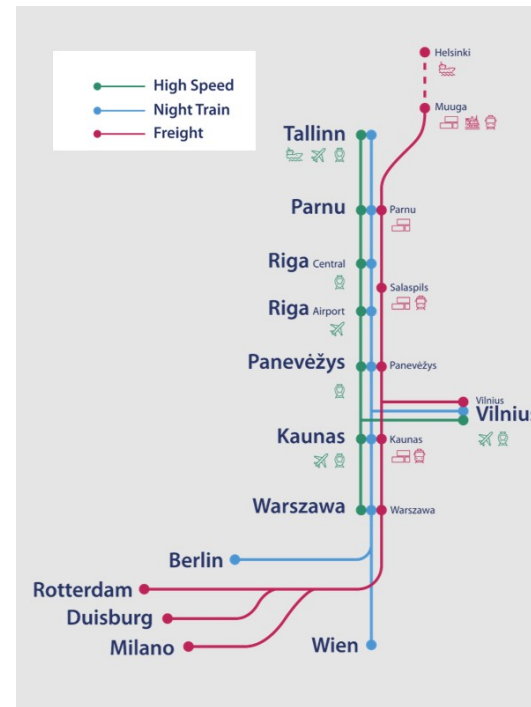 High Speed
Night Train
Freight
Helsinki
Muuga
Tallinn
Parnu
Parnu
Riga Central
Salaspils
Riga Airport
Panevėžys
Panevėžys
Vilnius
Vilnius
Kaunas
Kaunas
Warszawa
Warszawa
Berlin
Rotterdam
Duisburg
Milano
Wien